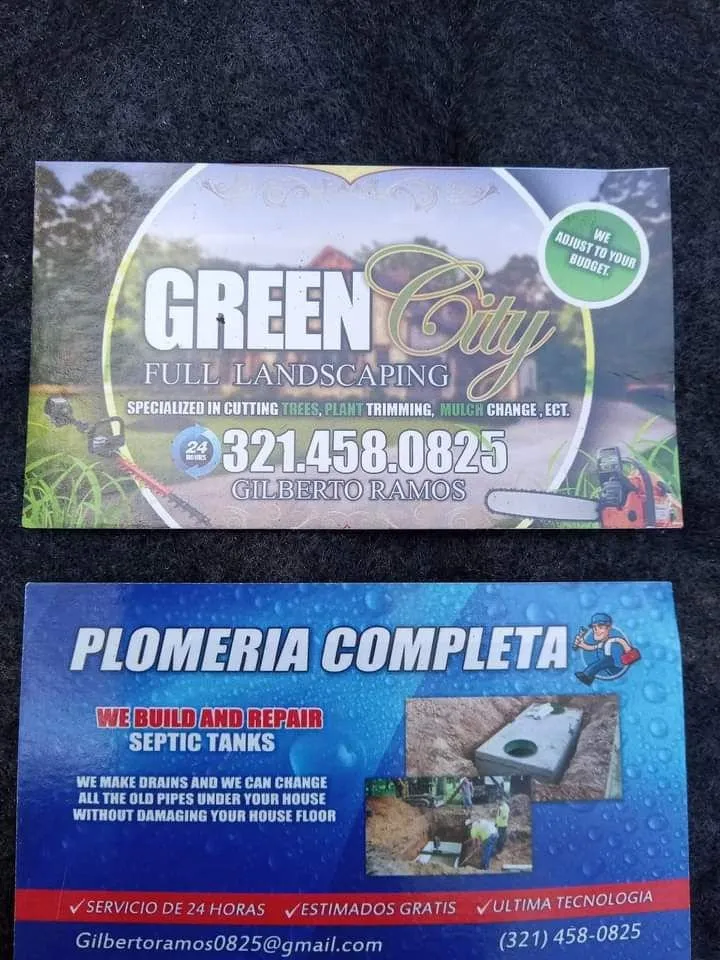 WE
ADJUST TO YOUR
BUDGET.
GREEN City
FULL LANDSCAPING
SPECIALIZED IN CUTTING TREES, PLANT TRIMMING, MULCH CHANGE, ECT.
24 HOURS 321.458.0825
GILBERTO RAMOS
PLOMERIA COMPLETA
WE BUILD AND REPAIR
SEPTIC TANKS
WE MAKE DRAINS AND WE CAN CHANGE
ALL THE OLD PIPES UNDER YOUR HOUSE
WITHOUT DAMAGING YOUR HOUSE FLOOR
✓SERVICIO DE 24 HORAS ✓ESTIMADOS GRATIS ✓ULTIMA TECNOLOGIA
Gilbertoramos0825@gmail.com (321) 458-0825